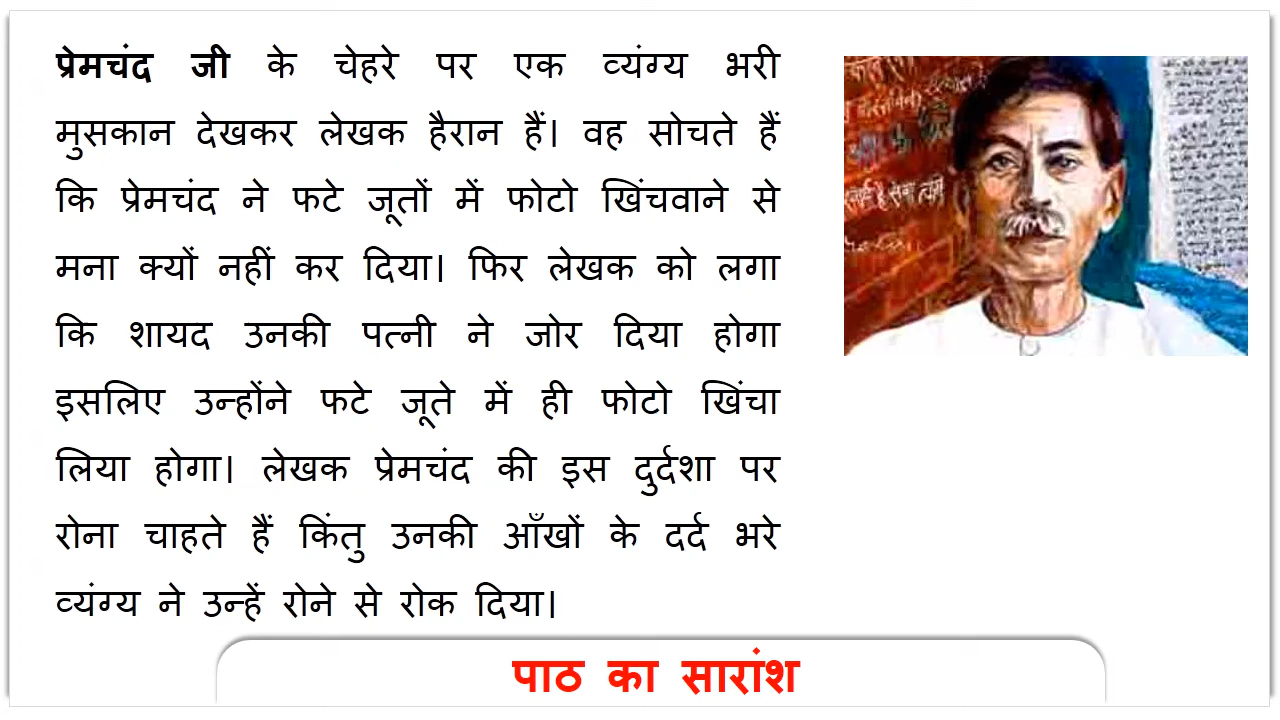 प्रेमचंद जी के चेहरे पर एक व्यंग्य भरी
मुसकान देखकर लेखक हैरान हैं। वह सोचते हैं
कि प्रेमचंद ने फटे जूतों में फोटो खिंचवाने से
मना क्यों नहीं कर दिया। फिर लेखक को लगा
कि शायद उनकी पत्नी ने जोर दिया होगा
इसलिए उन्होंने फटे जूते में ही फोटो खिंचा
लिया होगा। लेखक प्रेमचंद की इस दुर्दशा पर
रोना चाहते हैं किंतु उनकी आँखों के दर्द भरे
व्यंग्य ने उन्हें रोने से रोक दिया।
पाठ का सारांश